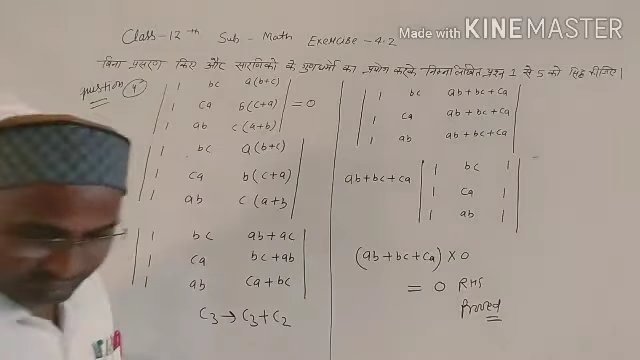 Made with KINEMASTER
Class-12th Sub - Math Exercise - 4.2
बिना प्रसरण किए और सारणिको के गुणधर्मो का प्रयोग करके निम्नलिखित प्रश्न 1 से 5 को सिद्ध कीजिए।
question 4
| 1 bc a(b+c) |
| 1 ca b(c+a) | = 0
| 1 ab c(a+b) |
| 1 bc a(b+c) |
| 1 ca b(c+a) |
| 1 ab c(a+b |
| 1 bc ab+ac |
| 1 ca bc+ab |
| 1 ab ca+bc |
C3 → C3+C2
| 1 bc ab+bc+ca |
| 1 ca ab+bc+ca |
| 1 ab ab+bc+ca |
| 1 bc 1 |
ab+bc+ca | 1 ca 1 |
| 1 ab 1 |
(ab+bc+ca) × 0
= 0 RHS
Proved